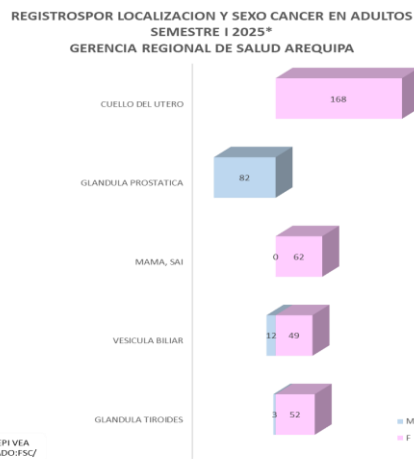 REGISTROSPOR LOCALIZACION Y SEXO CANCER EN ADULTOS
SEMESTRE I 2025*
GERENCIA REGIONAL DE SALUD AREQUIPA
CUELLO DEL UTERO
168
GLANDULA PROSTATICA
82
MAMA, SAI
0 62
VESICULA BILIAR
12 49
GLANDULA TIROIDES
3 52
M
F
EPI VEA
ADO:FSC/